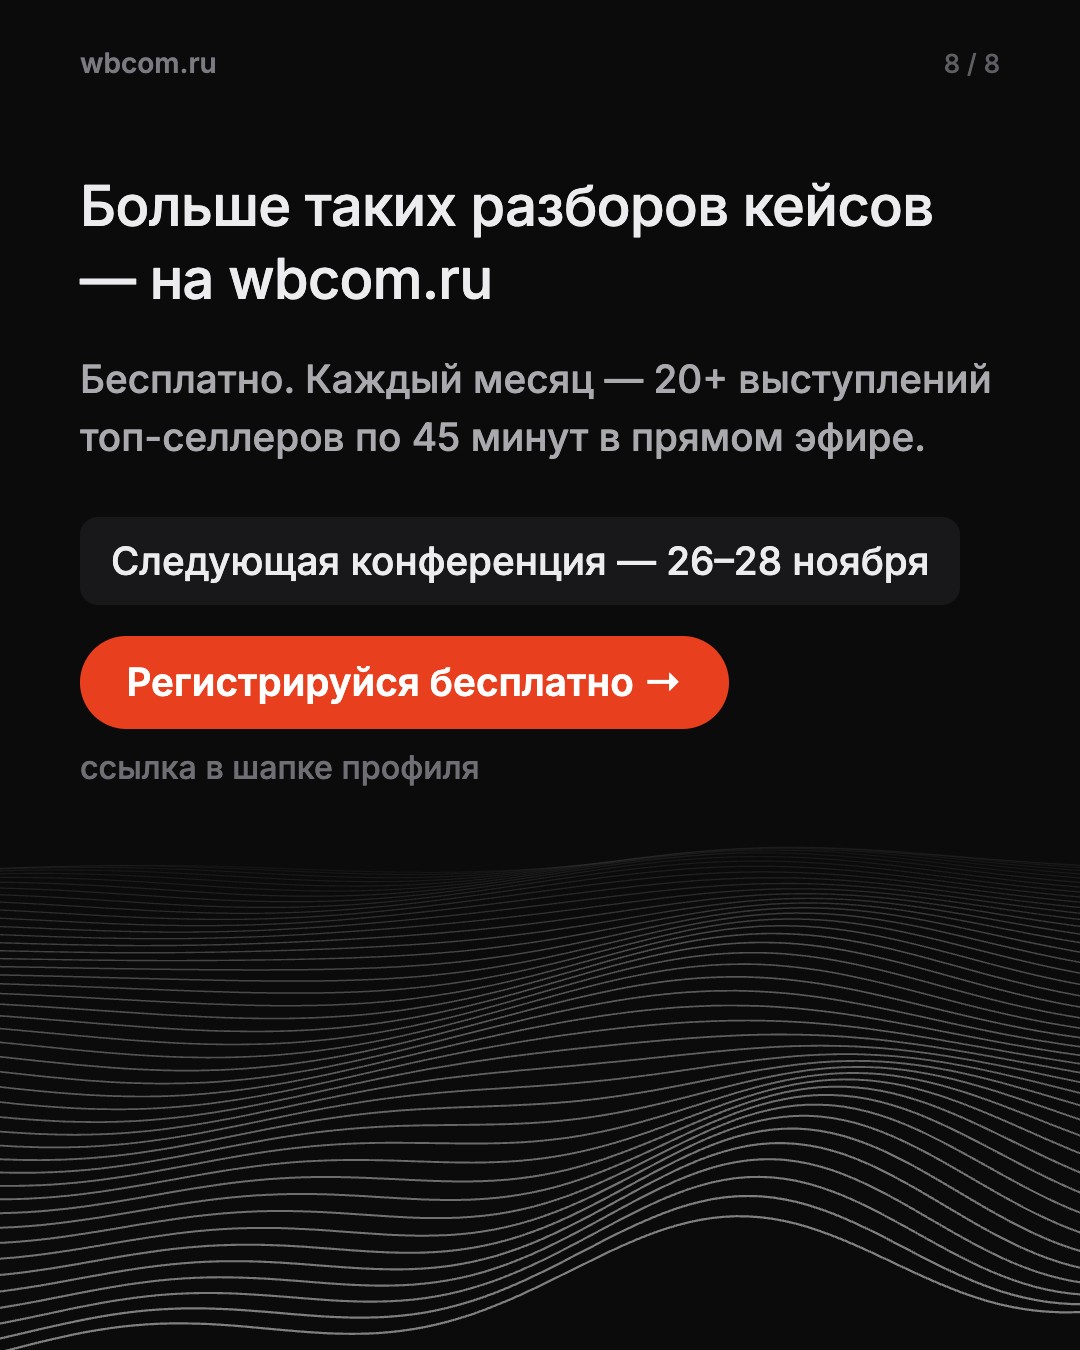 wbcom.ru
8 / 8
Больше таких разборов кейсов
— на wbcom.ru
Бесплатно. Каждый месяц — 20+ выступлений
топ-селлеров по 45 минут в прямом эфире.
Следующая конференция — 26–28 ноября
Регистрируйся бесплатно →
ссылка в шапке профиля